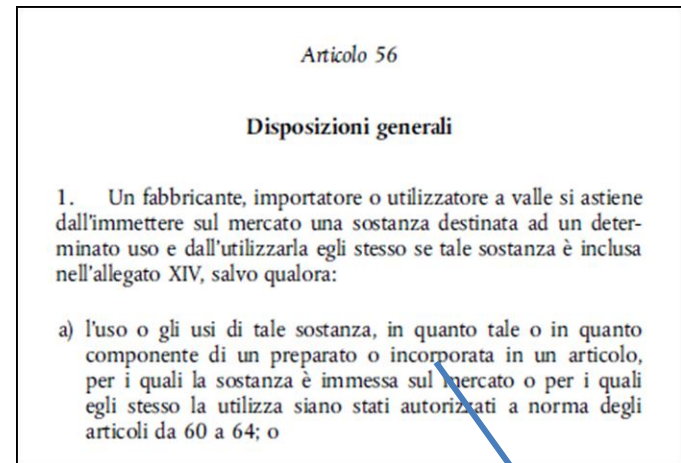 Articolo 56
Disposizioni generali
1. Un fabbricante, importatore o utilizzatore a valle si astiene
dall'immettere sul mercato una sostanza destinata ad un deter-
minato uso e dall'utilizzarla egli stesso se tale sostanza è inclusa
nell'allegato XIV, salvo qualora:
a) l'uso o gli usi di tale sostanza, in quanto tale o in quanto
componente di un preparato o incorporata in un articolo,
per i quali la sostanza è immessa sul mercato o per i quali
egli stesso la utilizza siano stati autorizzati a norma degli
articoli da 60 a 64; o